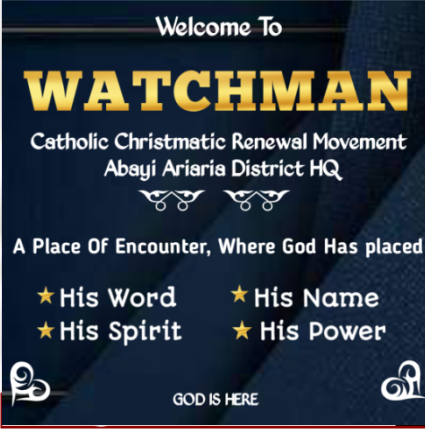 Welcome To
WATCHMAN
Catholic Christmatic Renewal Movement
Abayi Ariaria District HQ
A Place Of Encounter, Where God Has placed
His Word His Name
His Spirit His Power
GOD IS HERE